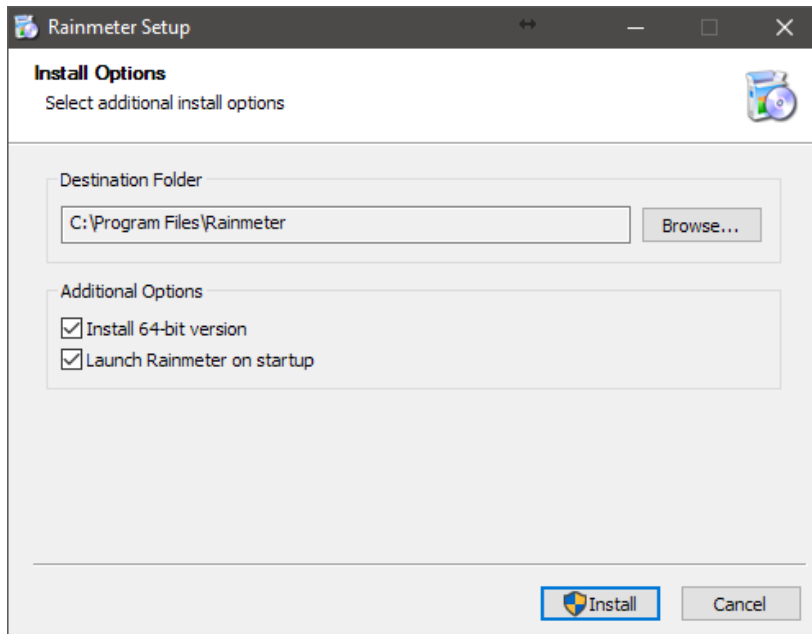 Rainmeter Setup
Install Options
Select additional install options
Destination Folder
C:\Program Files\Rainmeter
Browse...
Additional Options
Install 64-bit version
Launch Rainmeter on startup
Install
Cancel